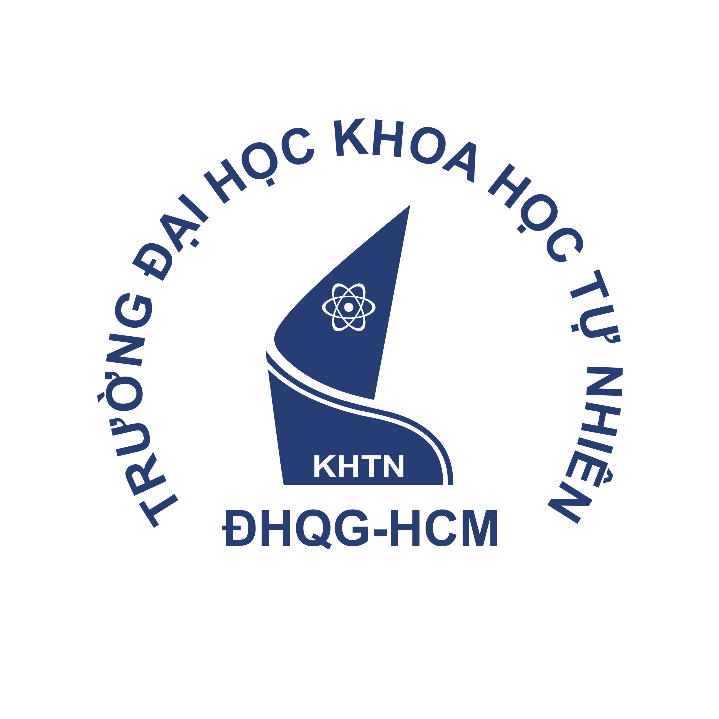 TRƯỜNG ĐẠI HỌC KHOA HỌC TỰ NHIÊN
KHTN
ĐHQG-HCM